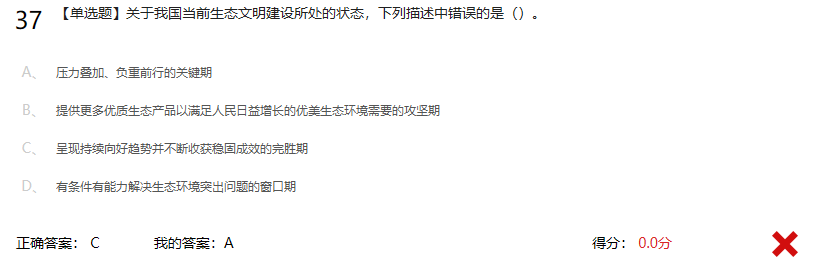 37 【单选题】关于我国当前生态文明建设所处的状态，下列描述中错误的是（）。
A、 压力叠加、负重前行的关键期
B、 提供更多优质生态产品以满足人民日益增长的优美生态环境需要的攻坚期
C、 呈现持续向好趋势并不断收获稳固成效的完胜期
D、 有条件有能力解决生态环境突出问题的窗口期
正确答案： C 我的答案：A 得分： 0.0分